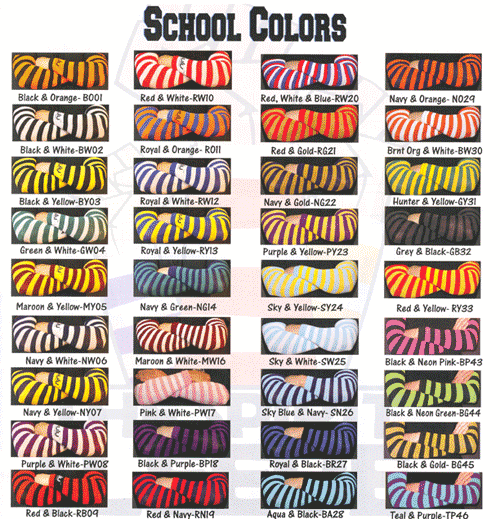 SCHOOL COLORS
Black & Orange- BO01
Red & White-RW10
Red, White & Blue-RW20
Navy & Orange- NO29
Black & White-BW02
Royal & Orange- RO11
Red & Gold-RG21
Brnt Org & White-BW30
Black & Yellow-BY03
Royal & White-RW12
Navy & Gold-NG22
Hunter & Yellow-GY31
Green & White-GW04
Royal & Yellow-RY13
Purple & Yellow-PY23
Grey & Black-GB32
Maroon & Yellow-MY05
Navy & Green-NG14
Sky & Yellow-SY24
Red & Yellow- RY33
Navy & White-NW06
Maroon & White-MW16
Sky & White-SW25
Black & Neon Pink-BP43
Navy & Yellow-NY07
Pink & White-PW17
Sky Blue & Navy- SN26
Black & Neon Green-BG44
Purple & White-PW08
Black & Purple-BP18
Royal & Black-BR27
Black & Gold- BG45
Red & Black-RB09
Red & Navy-RN19
Aqua & Black-BA28
Teal & Purple-TP46